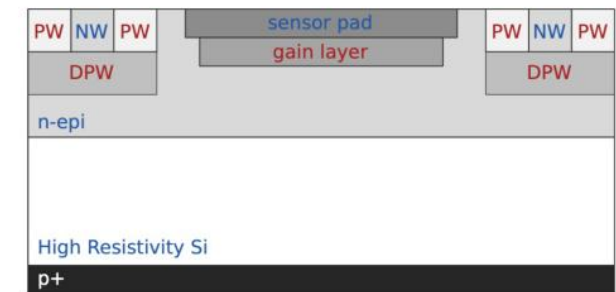 PW NW PW sensor pad PW NW PW
gain layer
DPW DPW
n-epi
High Resistivity Si
p+